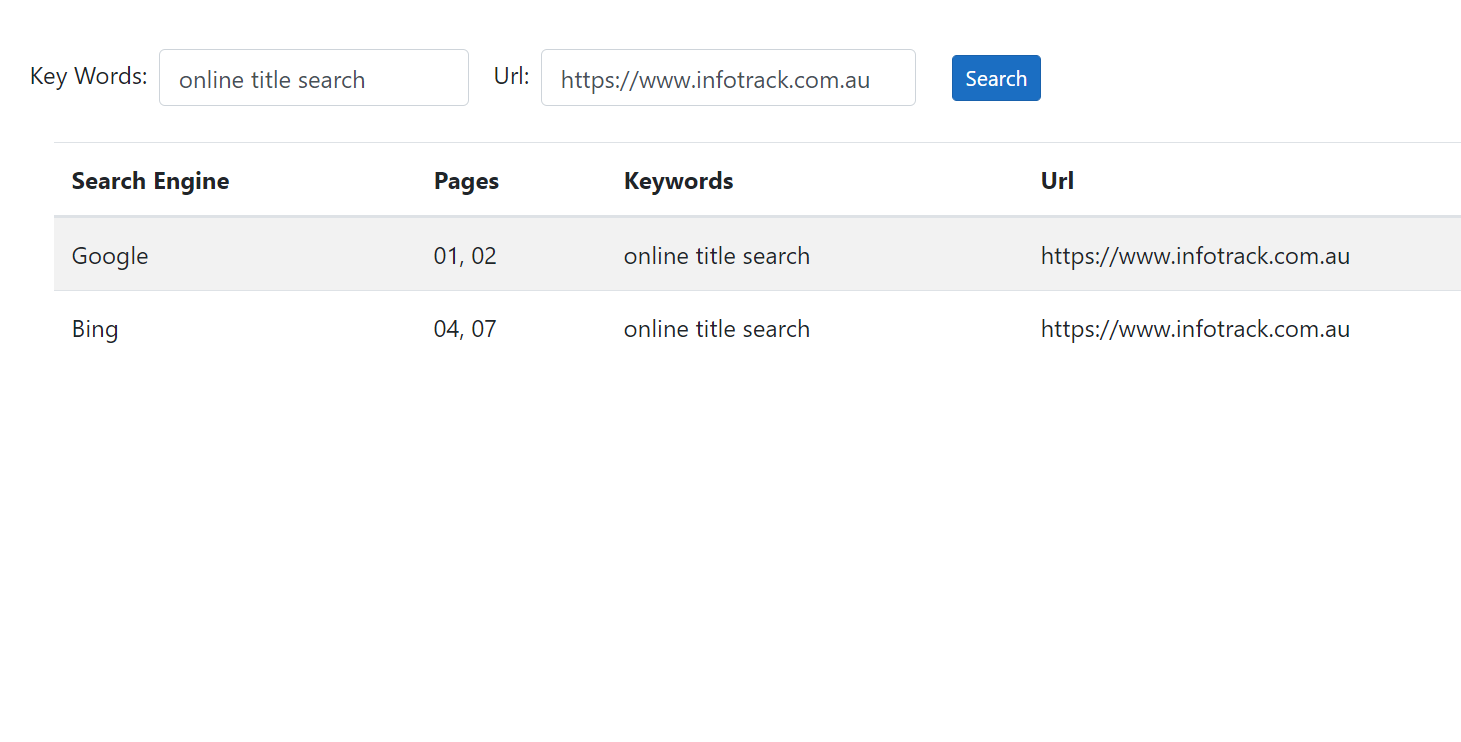 Key Words: online title search Url: https://www.infotrack.com.au Search
Search Engine Pages Keywords Url
Google 01, 02 online title search https://www.infotrack.com.au
Bing 04, 07 online title search https://www.infotrack.com.au